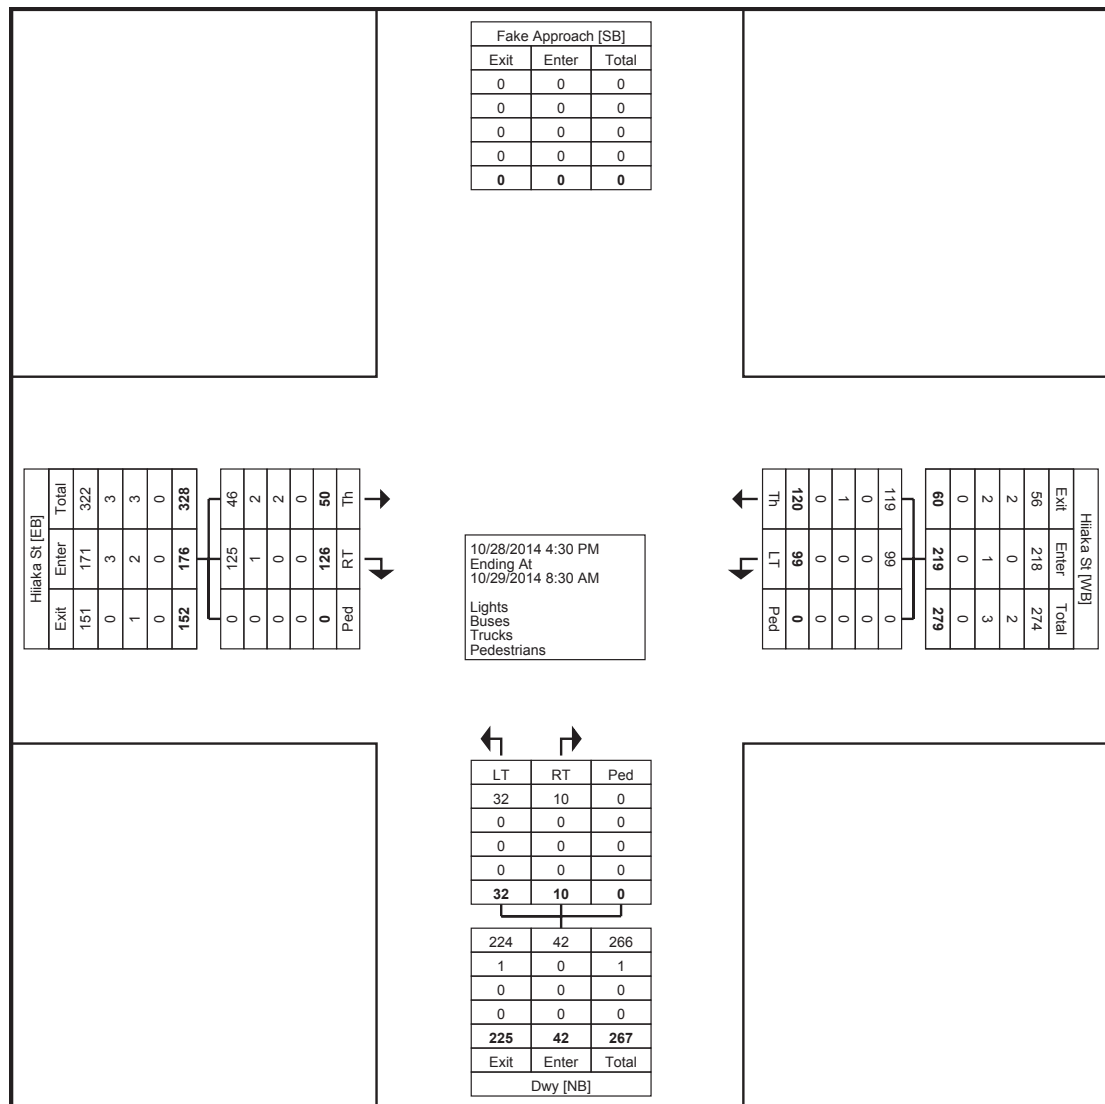 Fake Approach [SB]
Exit Enter Total
0 0 0
0 0 0
0 0 0
0 0 0
0 0 0
Hiiaka St [EB]
Exit Enter Total
151 171 322
0 3 3
1 2 3
0 0 0
152 176 328
0 125 46
0 1 2
0 0 2
0 0 0
0 126 50
Ped RT Th
10/28/2014 4:30 PM
Ending At
10/29/2014 8:30 AM
Lights
Buses
Trucks
Pedestrians
Hiiaka St [WB]
Exit Enter Total
56 218 274
2 0 2
2 1 3
0 0 0
60 219 279
119 99 0
0 0 0
1 0 0
0 0 0
120 99 0
Th LT Ped
LT RT Ped
32 10 0
0 0 0
0 0 0
0 0 0
32 10 0
224 42 266
1 0 1
0 0 0
0 0 0
225 42 267
Exit Enter Total
Dwy [NB]